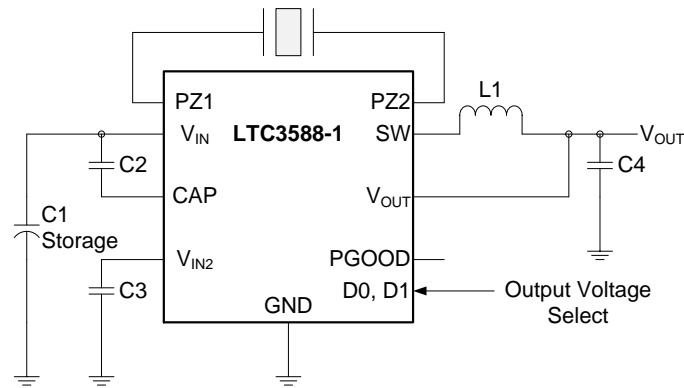 PZ1
PZ2
L1
VIN
LTC3588-1
SW
VOUT
C2
C4
CAP
VOUT
C1
Storage
VIN2
PGOOD
C3
D0, D1
Output Voltage
Select
GND